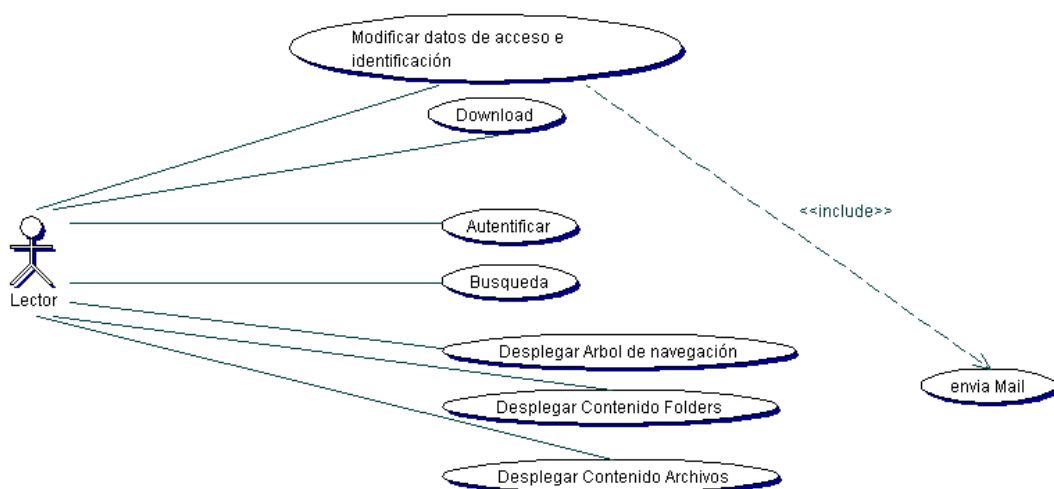 Modificar datos de acceso e
identificación
Download
Autentificar
<<include>>
Busqueda
Lector
Desplegar Arbol de navegación
envia Mail
Desplegar Contenido Folders
Desplegar Contenido Archivos